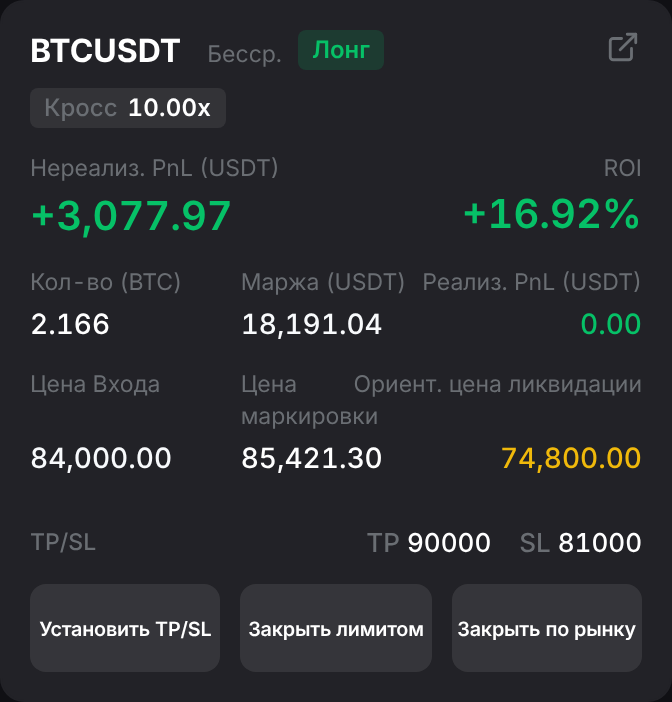 BTCUSDT Бесср. Лонг
Кросс 10.00x
Нереализ. PnL (USDT) ROI
+3,077.97 +16.92%
Кол-во (BTC) Маржа (USDT) Реализ. PnL (USDT)
2.166 18,191.04 0.00
Цена Входа Цена маркировки Ориент. цена ликвидации
84,000.00 85,421.30 74,800.00
TP/SL TP 90000 SL 81000
Установить TP/SL Закрыть лимитом Закрыть по рынку